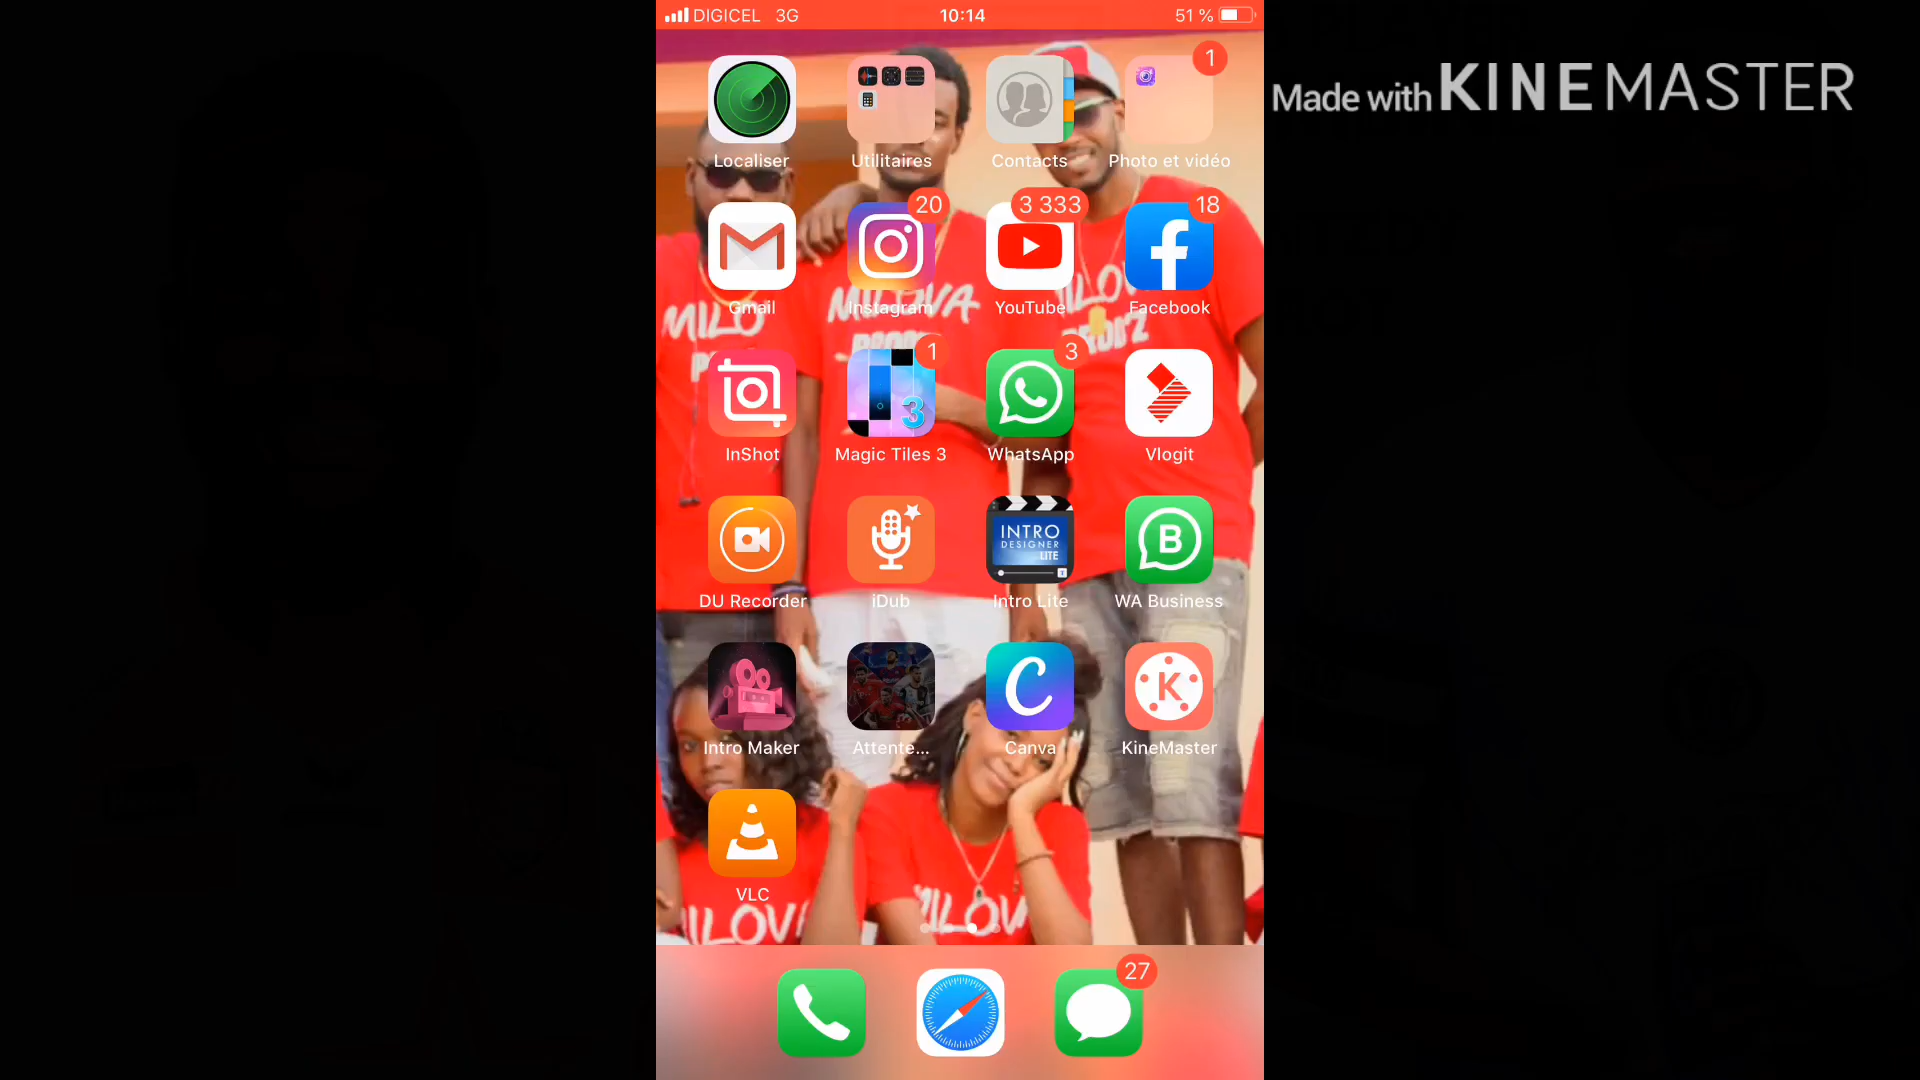 DIGICEL 3G 10:14 51 %
Made with KINEMASTER
1
Localiser Utilitaires Contacts Photo et vidéo
20 3 333 18
Gmail Instagram YouTube Facebook
MILOVA
1 3
3
InShot Magic Tiles 3 WhatsApp Vlogit
INTRO
DESIGNER
LITE
B
DU Recorder iDub Intro Lite WA Business
C K
Intro Maker Attente... Canva KineMaster
VLC
27